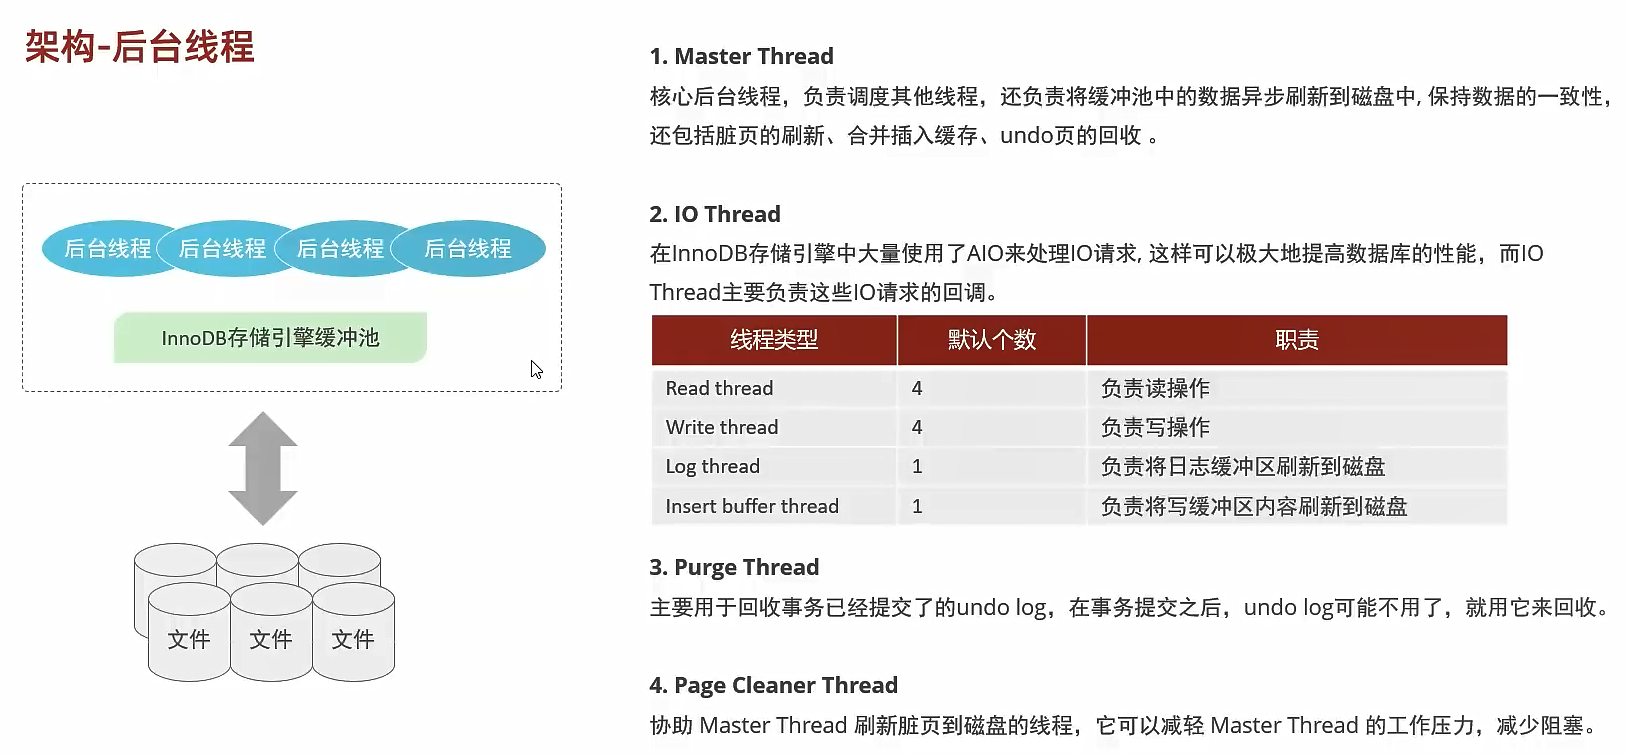 架构-后台线程
后台线程 后台线程 后台线程 后台线程
InnoDB存储引擎缓冲池
文件 文件 文件
1. Master Thread
核心后台线程，负责调度其他线程，还负责将缓冲池中的数据异步刷新到磁盘中, 保持数据的一致性，
还包括脏页的刷新、合并插入缓存、undo页的回收 。
2. IO Thread
在InnoDB存储引擎中大量使用了AIO来处理IO请求, 这样可以极大地提高数据库的性能，而IO
Thread主要负责这些IO请求的回调。
线程类型 默认个数 职责
Read thread 4 负责读操作
Write thread 4 负责写操作
Log thread 1 负责将日志缓冲区刷新到磁盘
Insert buffer thread 1 负责将写缓冲区内容刷新到磁盘
3. Purge Thread
主要用于回收事务已经提交了的undo log，在事务提交之后，undo log可能不用了，就用它来回收。
4. Page Cleaner Thread
协助 Master Thread 刷新脏页到磁盘的线程，它可以减轻 Master Thread 的工作压力，减少阻塞。